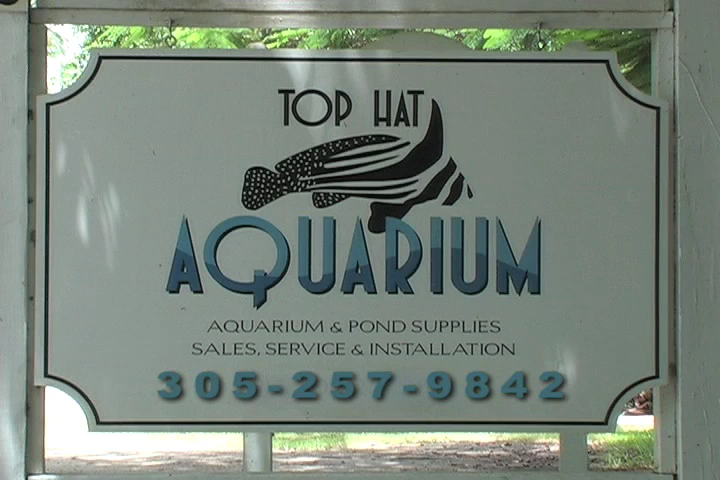 TOP HAT
AQUARIUM
AQUARIUM & POND SUPPLIES
SALES, SERVICE & INSTALLATION
305-257-9842